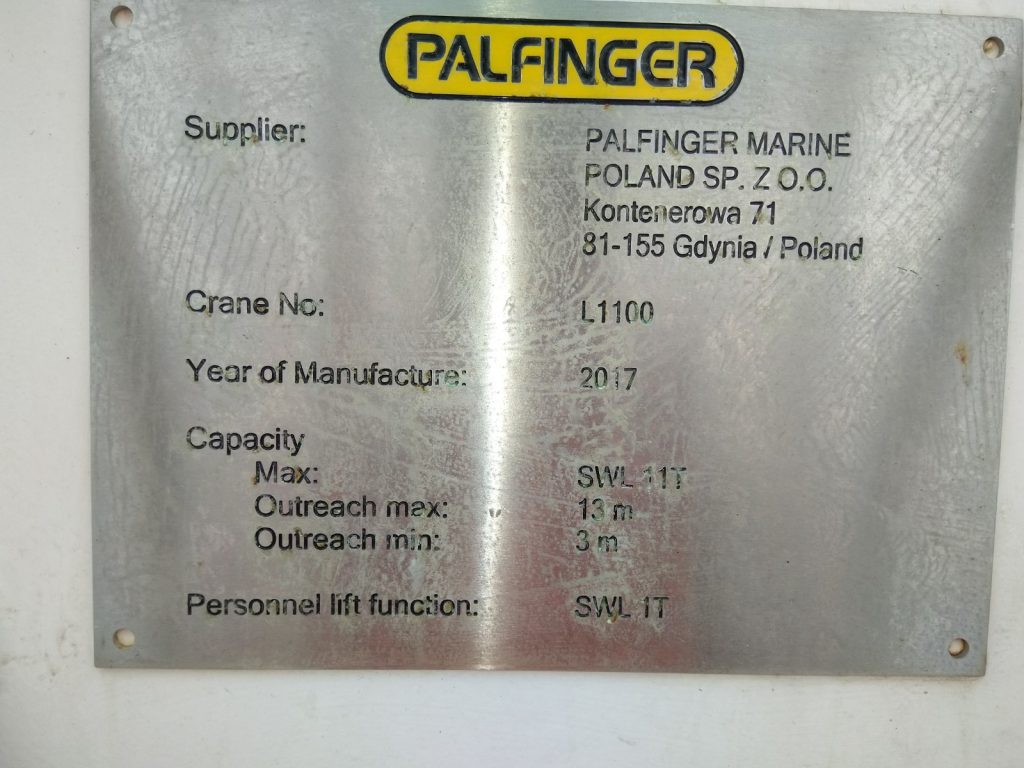 PALFINGER
Supplier: PALFINGER MARINE
POLAND SP. Z O.O.
Kontenerowa 71
81-155 Gdynia / Poland
Crane No: L1100
Year of Manufacture: 2017
Capacity
Max: SWL 11T
Outreach max: 13 m
Outreach min: 3 m
Personnel lift function: SWL 1T